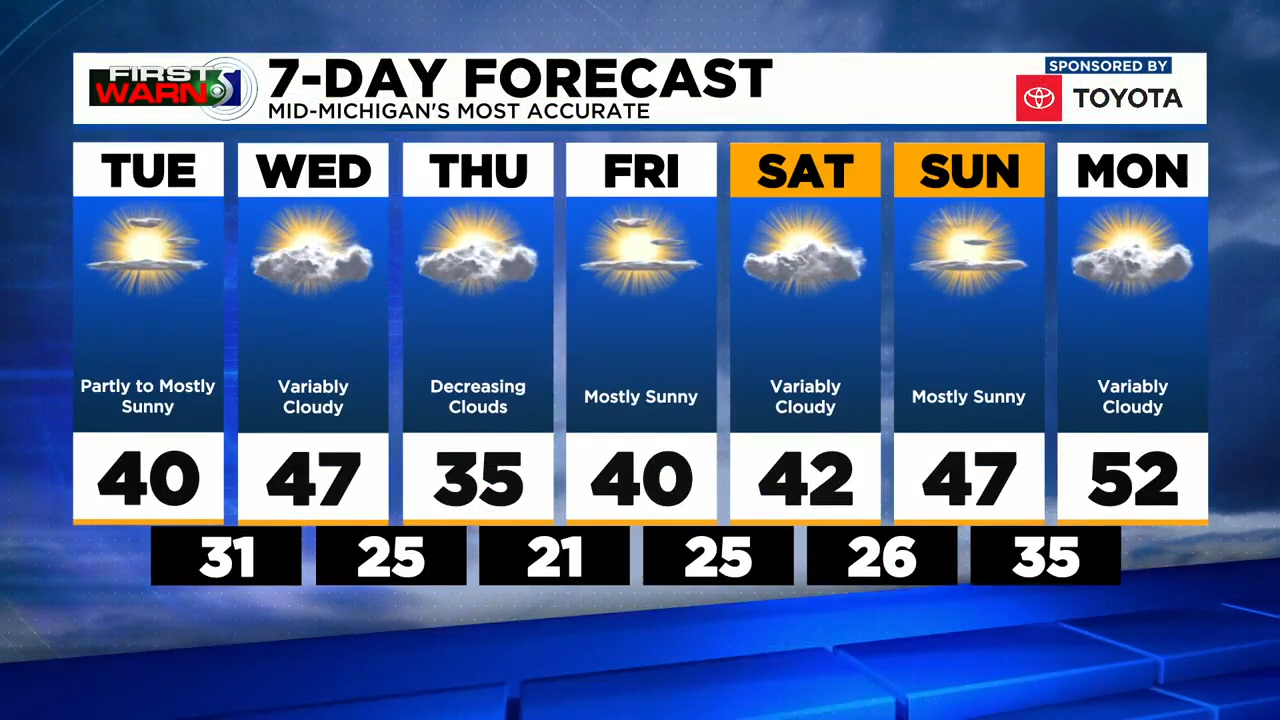 FIRST
WARN 5
7-DAY FORECAST
MID-MICHIGAN'S MOST ACCURATE
SPONSORED BY
TOYOTA
TUE WED THU FRI SAT SUN MON
Partly to Mostly
Sunny
Variably
Cloudy
Decreasing
Clouds
Mostly Sunny
Variably
Cloudy
Mostly Sunny
Variably
Cloudy
40 47 35 40 42 47 52
31 25 21 25 26 35